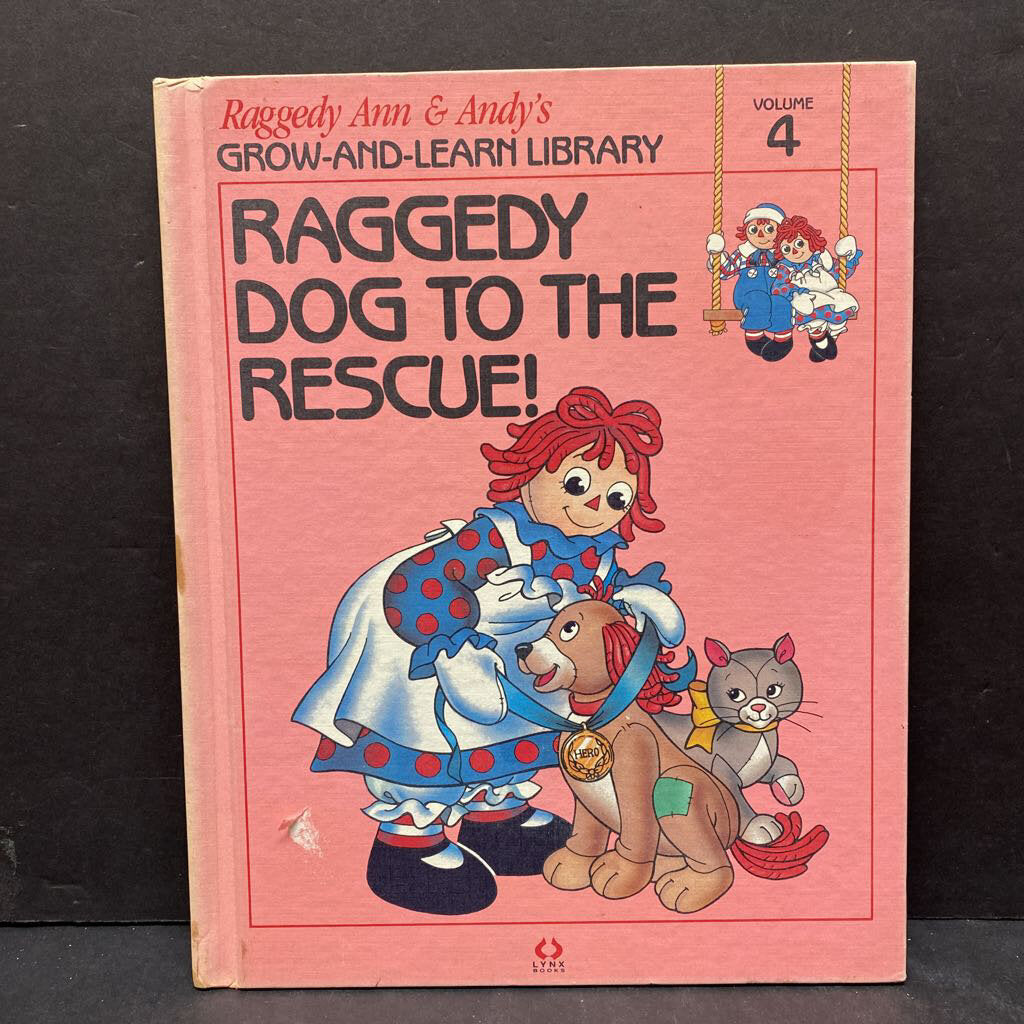 Raggedy Ann & Andy's
GROW-AND-LEARN LIBRARY
VOLUME
4
RAGGEDY
DOG TO THE
RESCUE!
HERO
LYNX
BOOKS